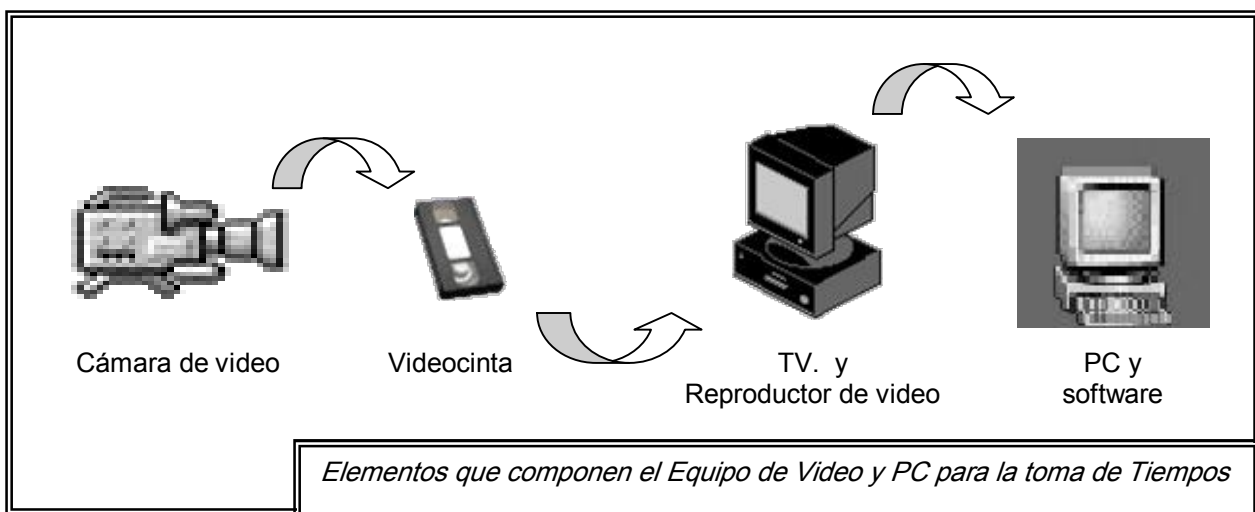 Cámara de video
Videocinta
TV. y
Reproductor de video
PC y
software
Elementos que componen el Equipo de Video y PC para la toma de Tiempos